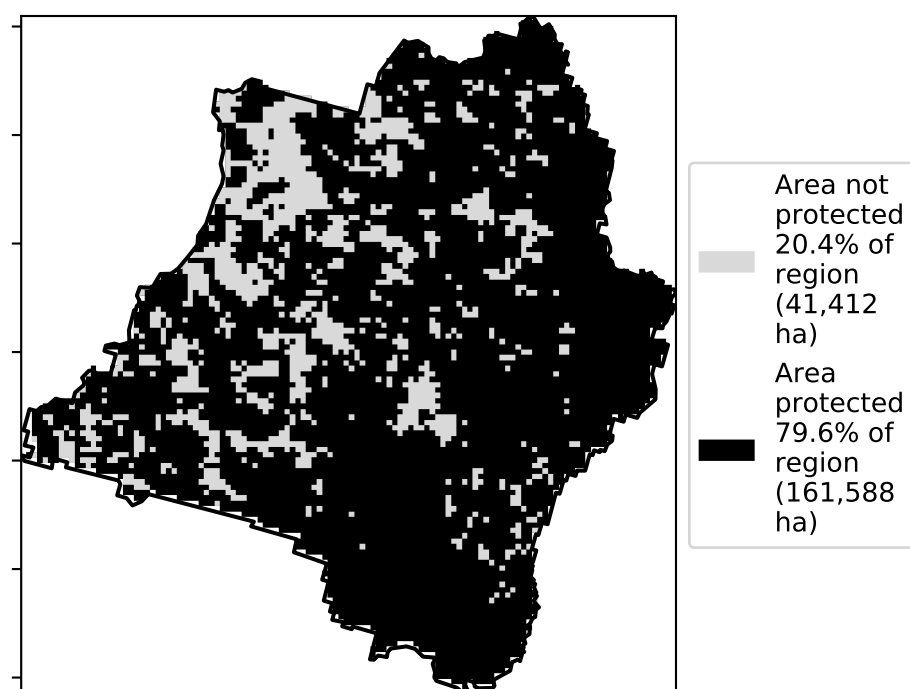 Area not
protected
20.4% of
region
(41,412
ha)
Area
protected
79.6% of
region
(161,588
ha)